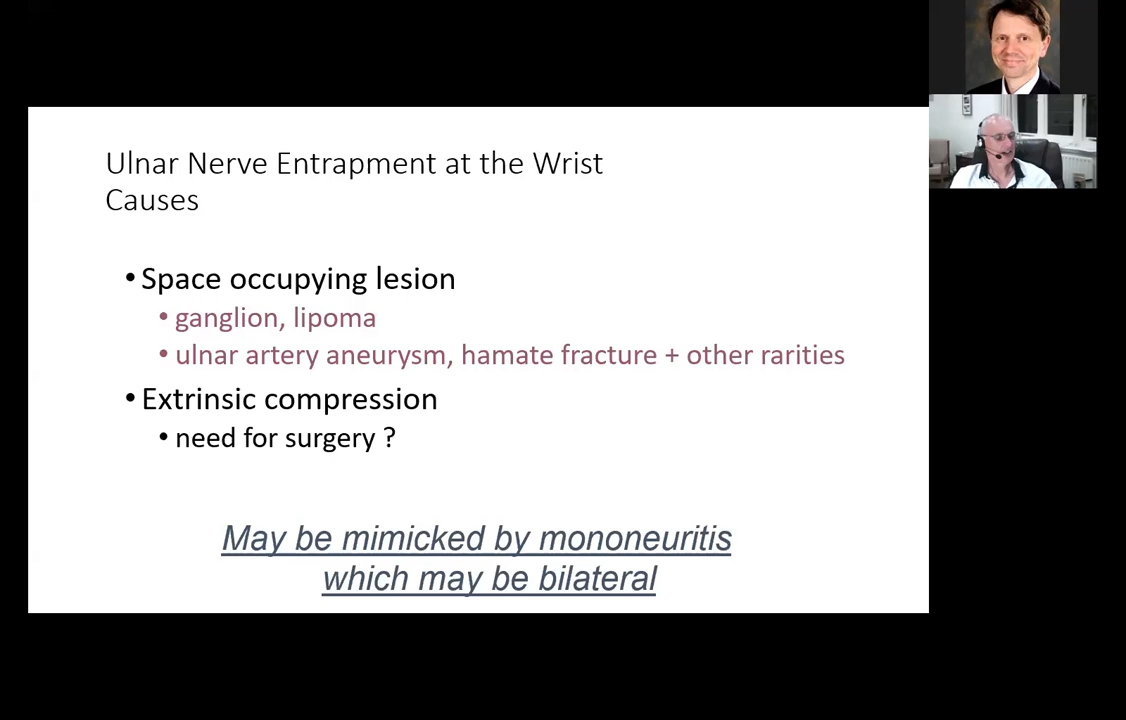 Ulnar Nerve Entrapment at the Wrist
Causes
• Space occupying lesion
• ganglion, lipoma
• ulnar artery aneurysm, hamate fracture + other rarities
• Extrinsic compression
• need for surgery ?
May be mimicked by mononeuritis
which may be bilateral